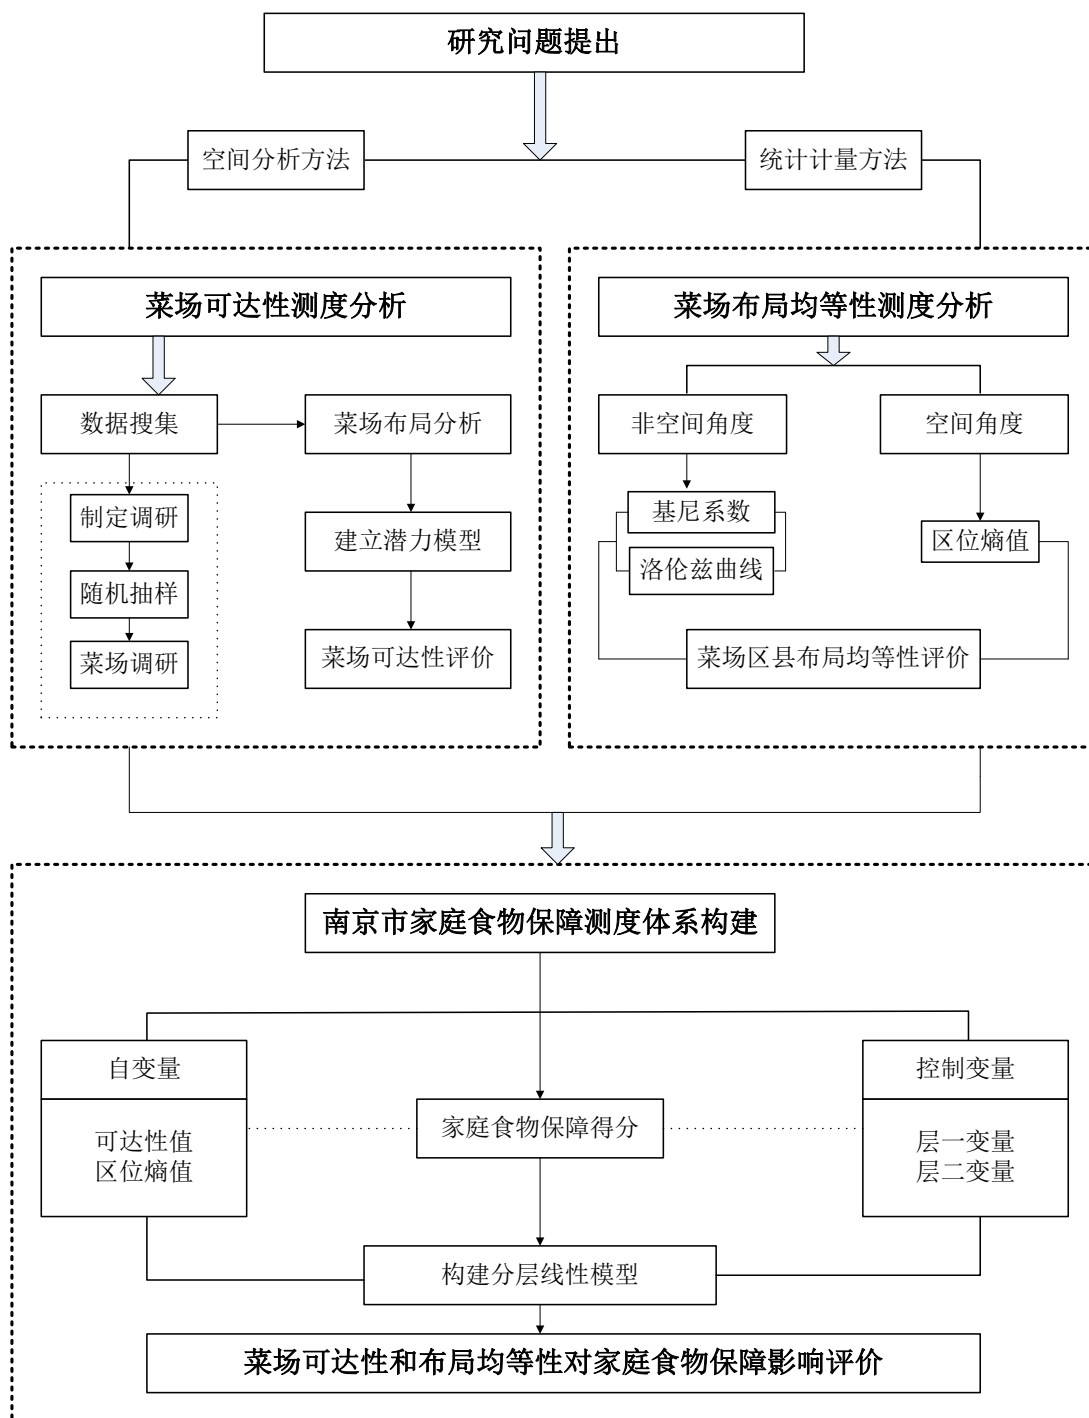 研究问题提出
空间分析方法
统计计量方法
菜场可达性测度分析
数据搜集
菜场布局分析
制定调研
随机抽样
菜场调研
建立潜力模型
菜场可达性评价
菜场布局均等性测度分析
非空间角度
空间角度
基尼系数
洛伦兹曲线
区位熵值
菜场区县布局均等性评价
南京市家庭食物保障测度体系构建
自变量
可达性值
区位熵值
家庭食物保障得分
控制变量
层一变量
层二变量
构建分层线性模型
菜场可达性和布局均等性对家庭食物保障影响评价